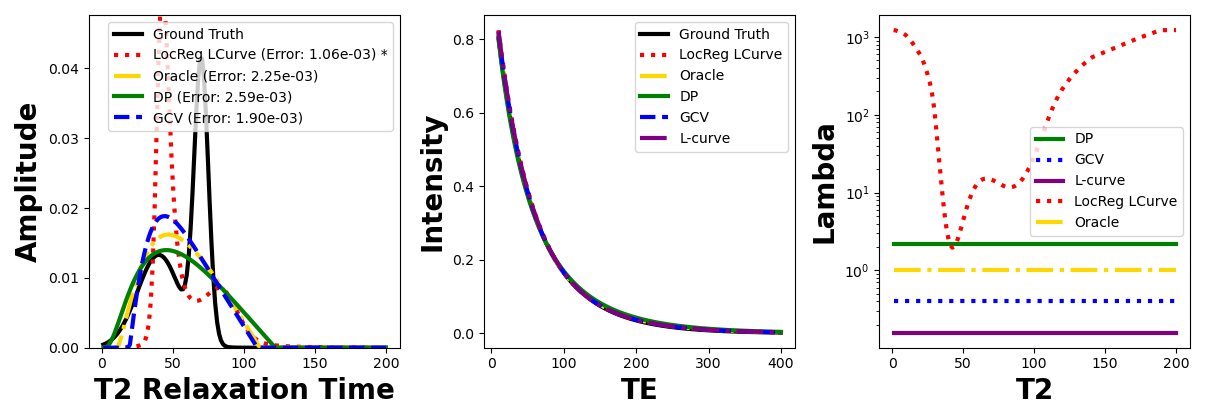 Amplitude
0.04
0.03
0.02
0.01
0.00
Ground Truth
LocReg LCurve (Error: 1.06e-03) *
Oracle (Error: 2.25e-03)
DP (Error: 2.59e-03)
GCV (Error: 1.90e-03)
0 50 100 150 200
T2 Relaxation Time
Intensity
0.8
0.6
0.4
0.2
0.0
Ground Truth
LocReg LCurve
Oracle
DP
GCV
L-curve
0 100 200 300 400
TE
Lambda
10³
10²
10¹
10⁰
DP
GCV
L-curve
LocReg LCurve
Oracle
0 50 100 150 200
T2